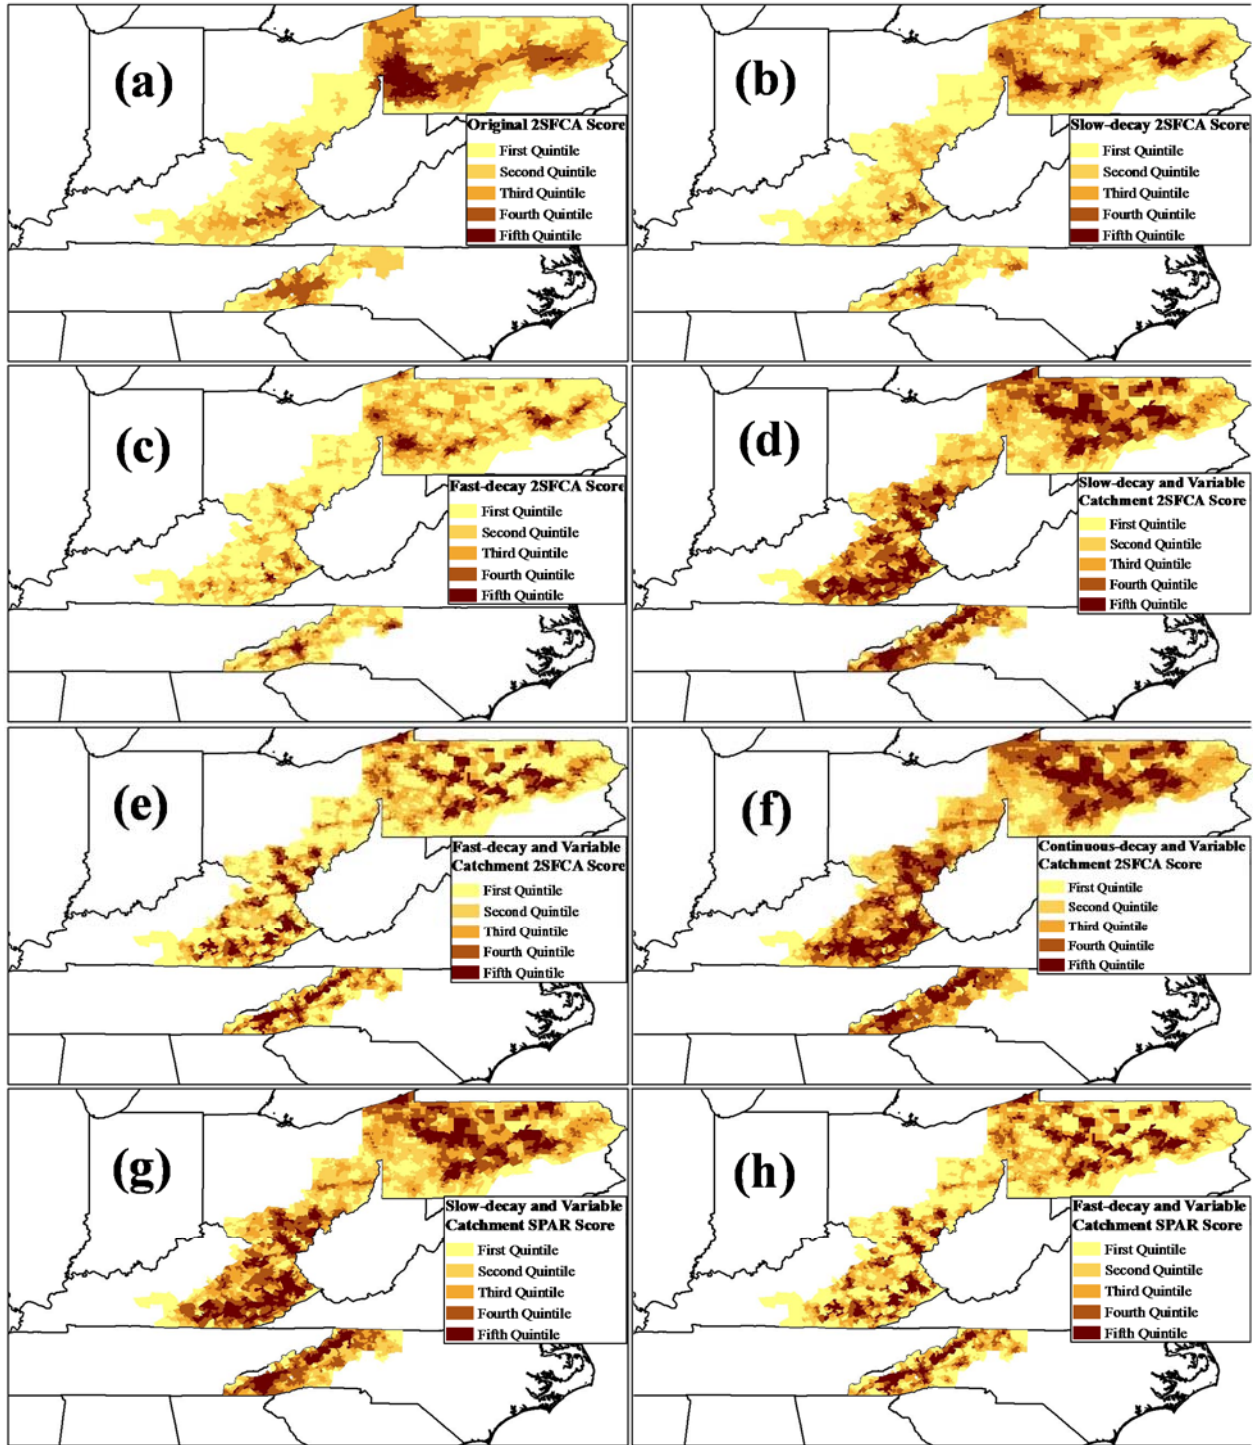 (a)
Original 2SFCA Score
First Quintile
Second Quintile
Third Quintile
Fourth Quintile
Fifth Quintile
(b)
Slow-decay 2SFCA Score
First Quintile
Second Quintile
Third Quintile
Fourth Quintile
Fifth Quintile
(c)
Fast-decay 2SFCA Score
First Quintile
Second Quintile
Third Quintile
Fourth Quintile
Fifth Quintile
(d)
Slow-decay and Variable
Catchment 2SFCA Score
First Quintile
Second Quintile
Third Quintile
Fourth Quintile
Fifth Quintile
(e)
Fast-decay and Variable
Catchment 2SFCA Score
First Quintile
Second Quintile
Third Quintile
Fourth Quintile
Fifth Quintile
(f)
Continuous-decay and Variable
Catchment 2SFCA Score
First Quintile
Second Quintile
Third Quintile
Fourth Quintile
Fifth Quintile
(g)
Slow-decay and Variable
Catchment SPAR Score
First Quintile
Second Quintile
Third Quintile
Fourth Quintile
Fifth Quintile
(h)
Fast-decay and Variable
Catchment SPAR Score
First Quintile
Second Quintile
Third Quintile
Fourth Quintile
Fifth Quintile